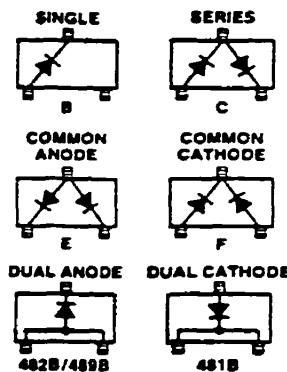 SINGLE SERIES
B C
COMMON ANODE COMMON CATHODE
E F
DUAL ANODE DUAL CATHODE
482B/489B 481B